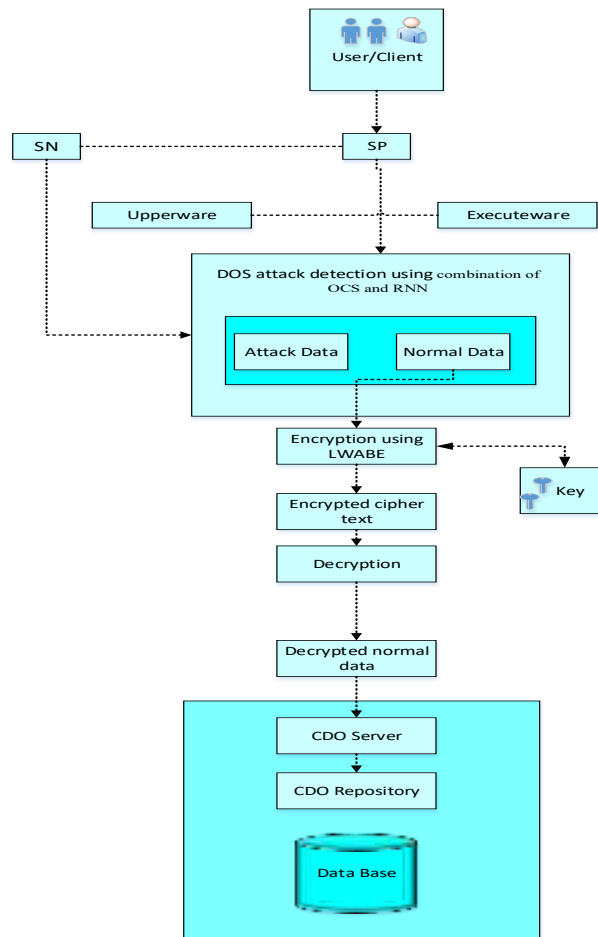 User/Client
SN
SP
Upperware
Executeware
DOS attack detection using combination of
OCS and RNN
Attack Data
Normal Data
Encryption using
LWABE
Key
Encrypted cipher
text
Decryption
Decrypted normal
data
CDO Server
CDO Repository
Data Base